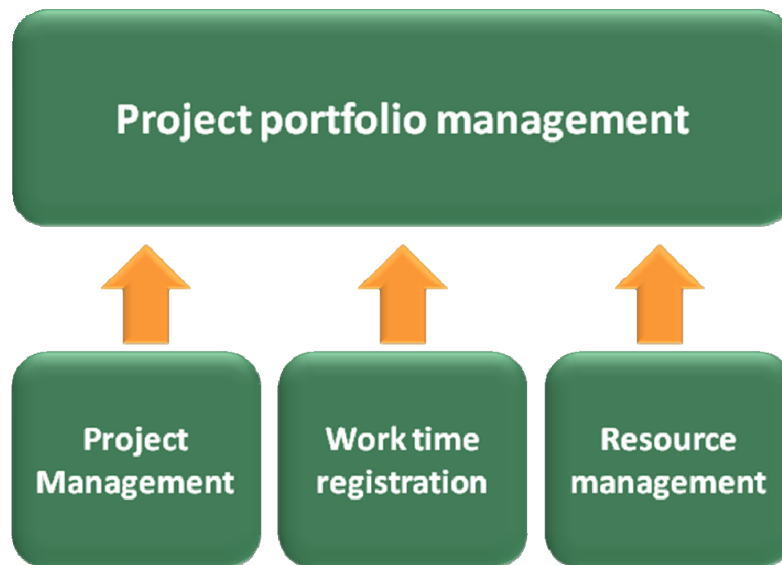 Project portfolio management
Project
Management
Work time
registration
Resource
management